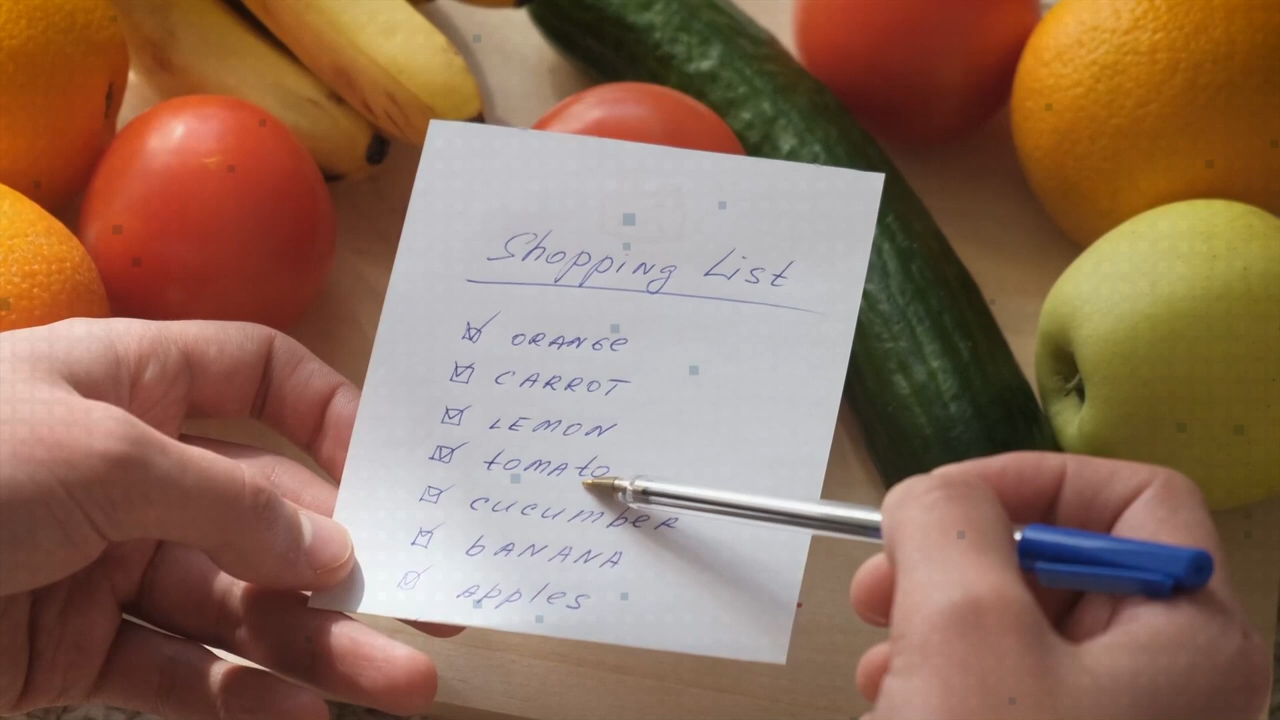 Shopping List
ORANGE
CARROT
LEMON
tOMAtO
cucumbER
bANANA
apples